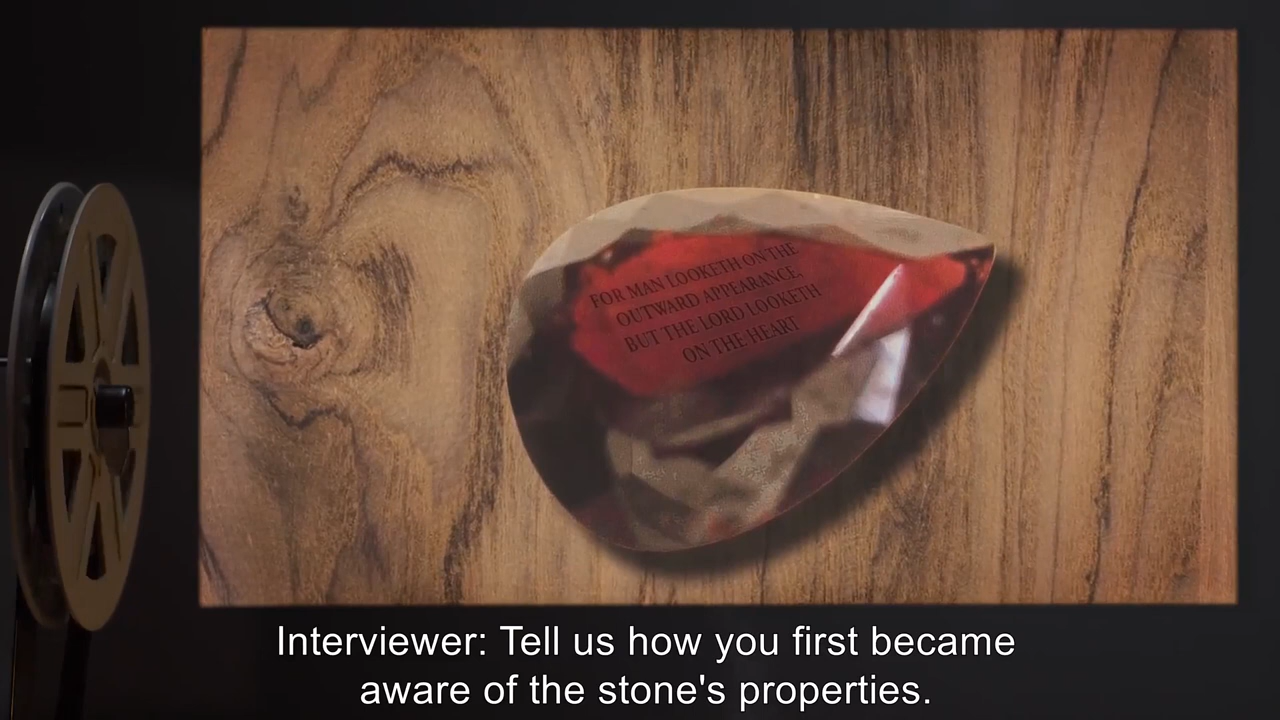 FOR MAN LOOKETH ON THE
OUTWARD APPEARANCE,
BUT THE LORD LOOKETH
ON THE HEART
Interviewer: Tell us how you first became
aware of the stone's properties.